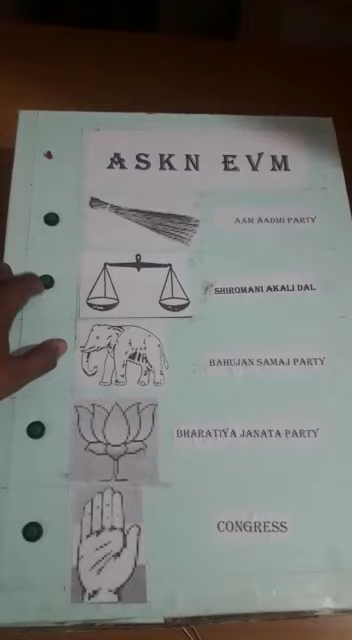 ASKN EVM
AAM AADMI PARTY
SHIROMANI AKALI DAL
BAHUJAN SAMAJ PARTY
BHARATIYA JANATA PARTY
CONGRESS